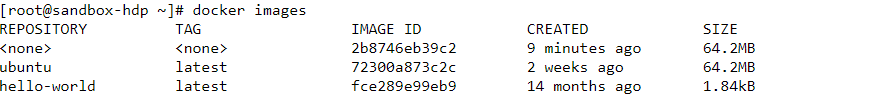 [root@sandbox-hdp ~]# docker images
REPOSITORY TAG IMAGE ID CREATED SIZE
<none> <none> 2b8746eb39c2 9 minutes ago 64.2MB
ubuntu latest 72300a873c2c 2 weeks ago 64.2MB
hello-world latest fce289e99eb9 14 months ago 1.84kB